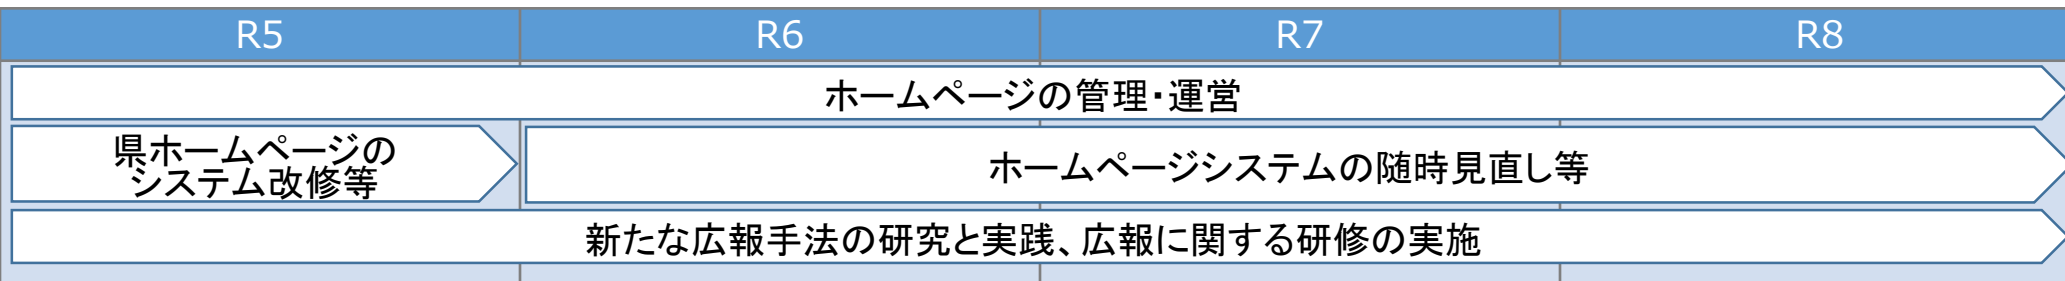 R5 R6 R7 R8
ホームページの管理・運営
県ホームページの
システム改修等
ホームページシステムの随時見直し等
新たな広報手法の研究と実践、広報に関する研修の実施